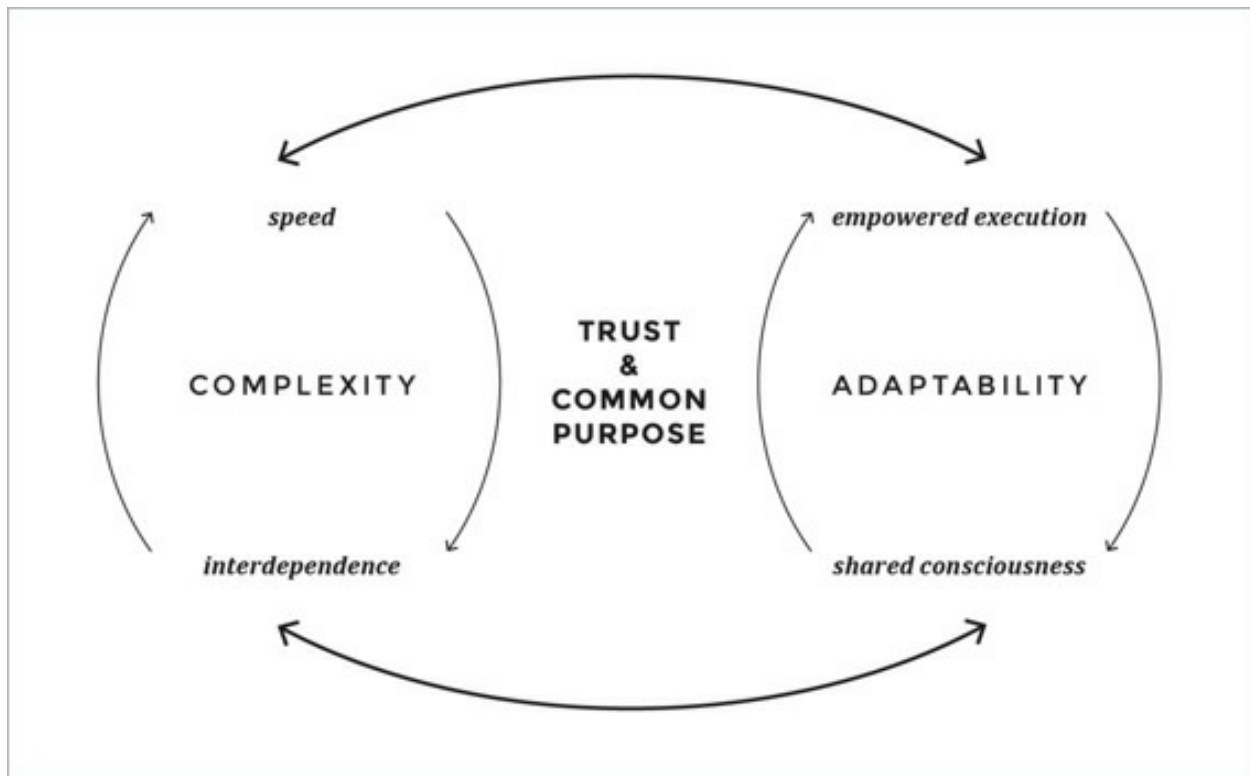 speed
empowered execution
TRUST
&
COMMON
PURPOSE
COMPLEXITY
ADAPTABILITY
interdependence
shared consciousness